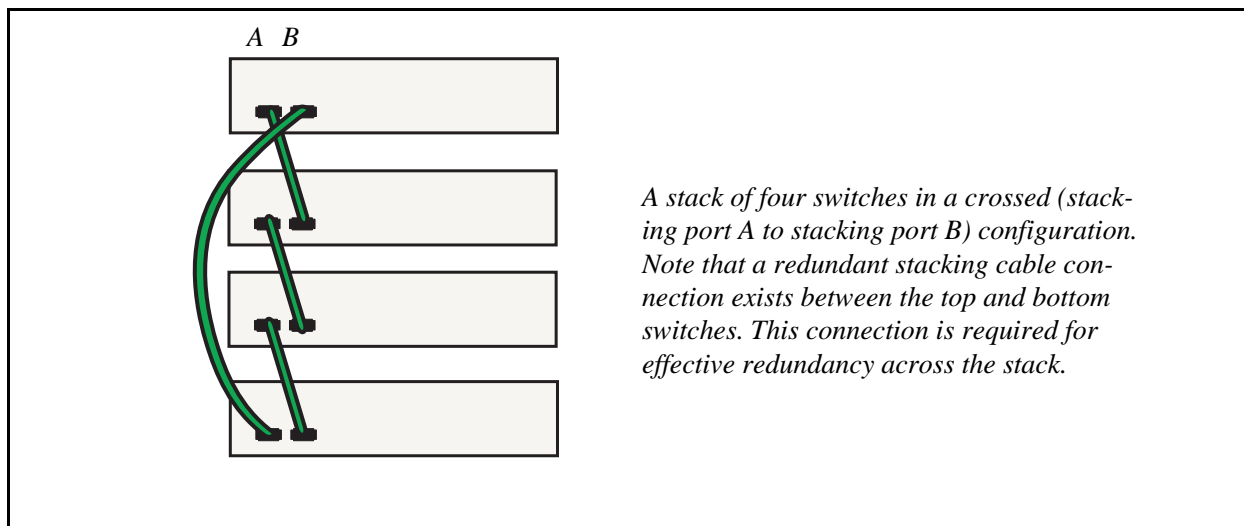 A B
A stack of four switches in a crossed (stack-
ing port A to stacking port B) configuration.
Note that a redundant stacking cable con-
nection exists between the top and bottom
switches. This connection is required for
effective redundancy across the stack.